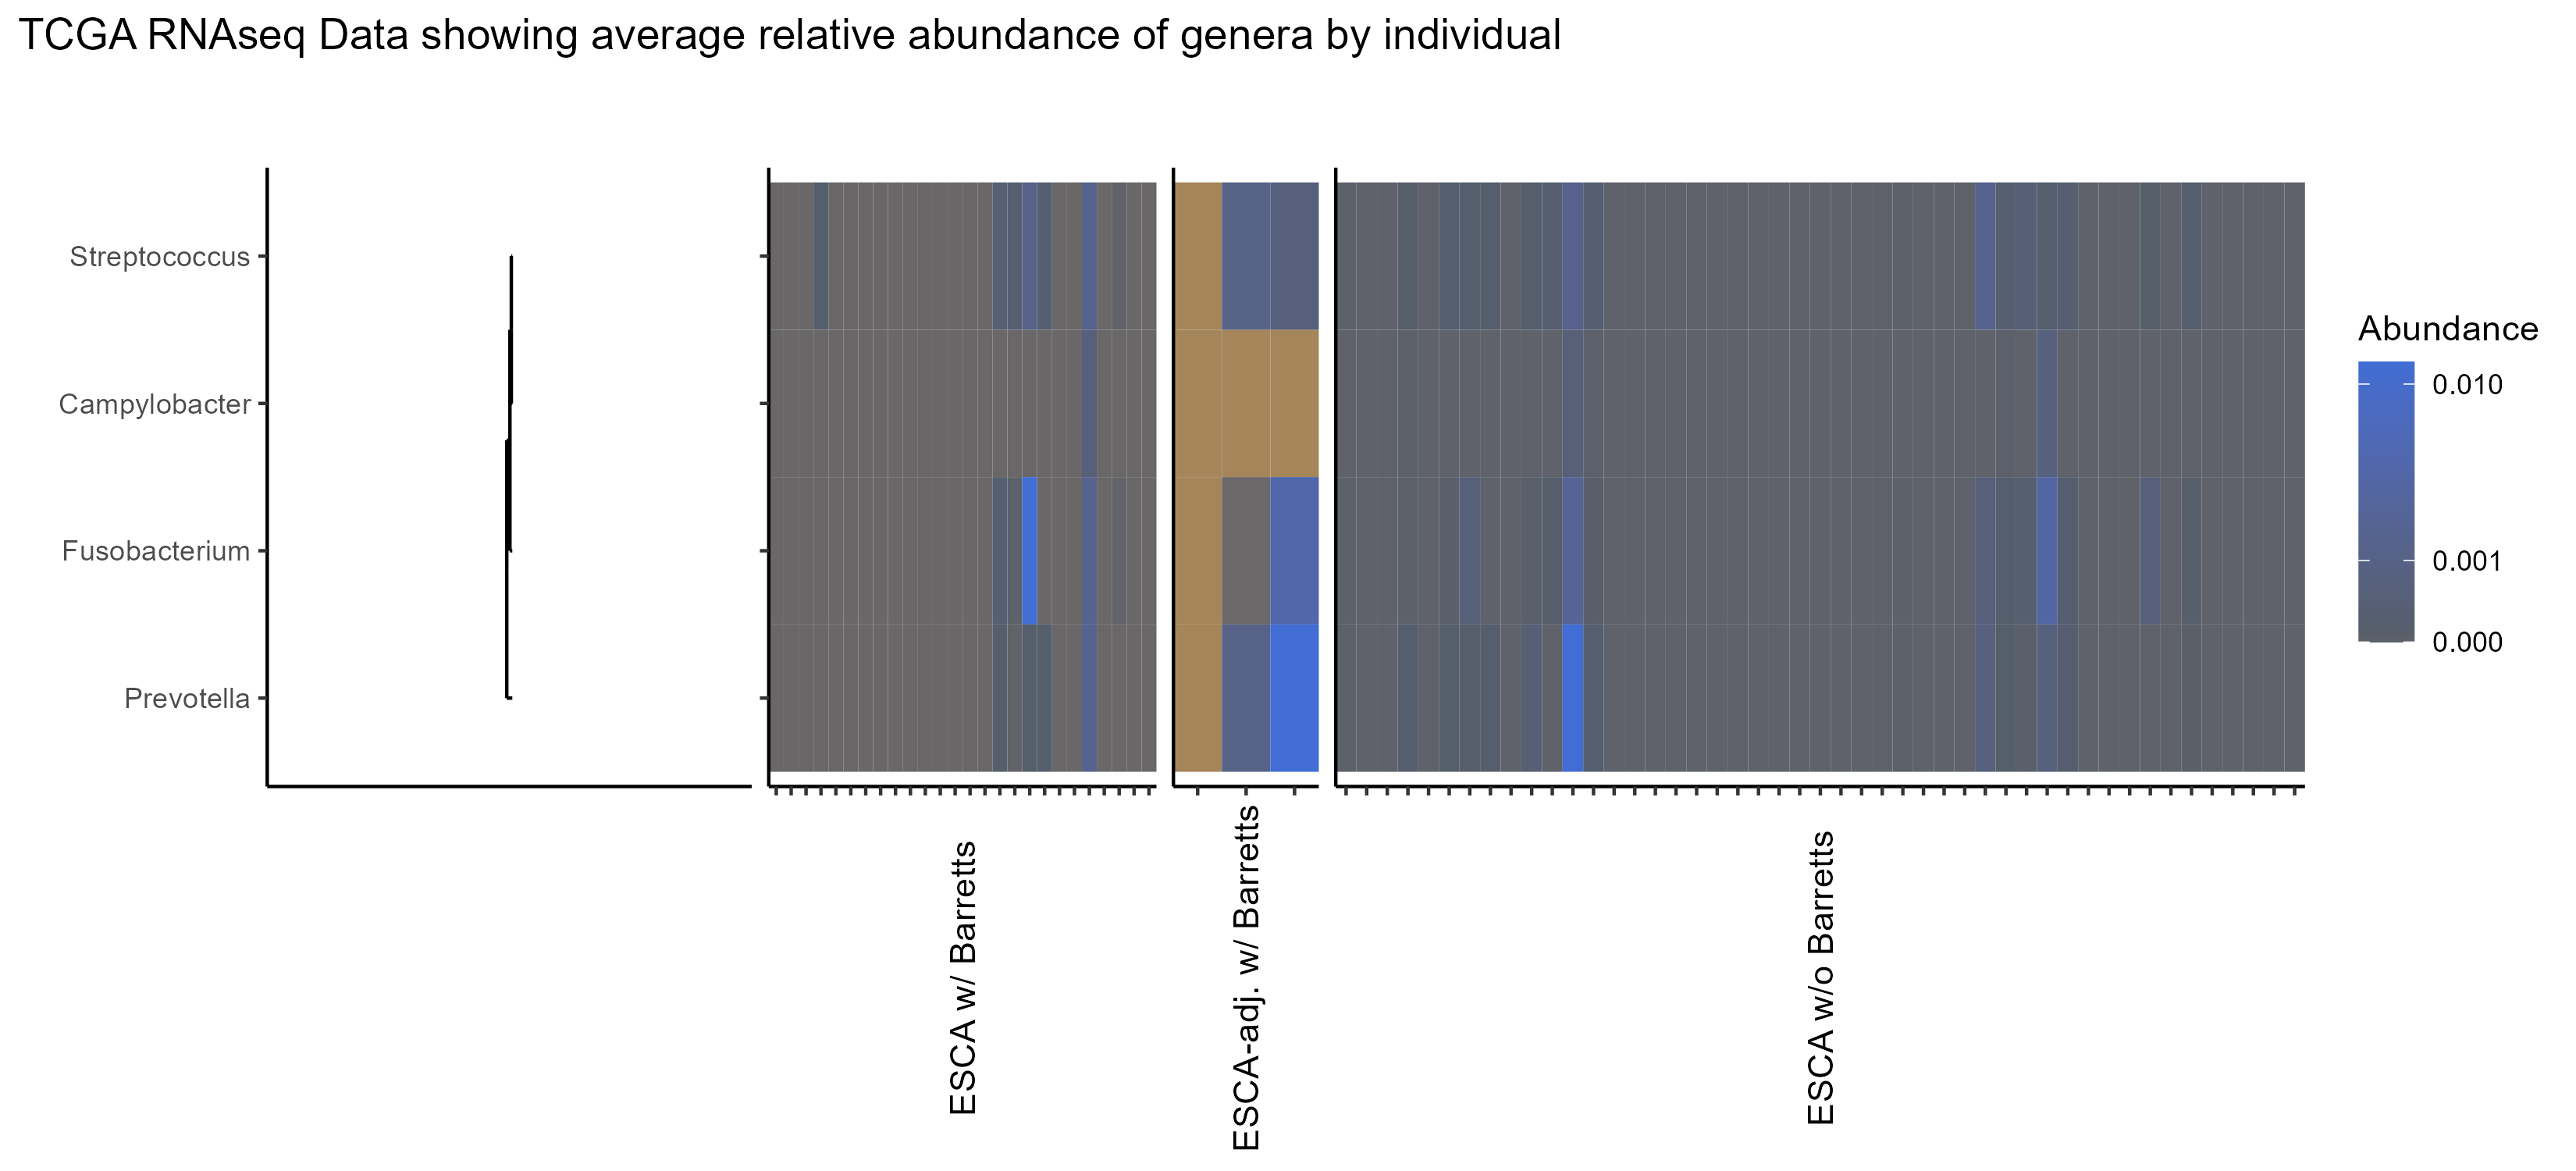 TCGA RNAseq Data showing average relative abundance of genera by individual
Streptococcus
Campylobacter
Fusobacterium
Prevotella
ESCA w/ Barretts
ESCA-adj. w/ Barretts
ESCA w/o Barretts
Abundance
0.010
0.001
0.000